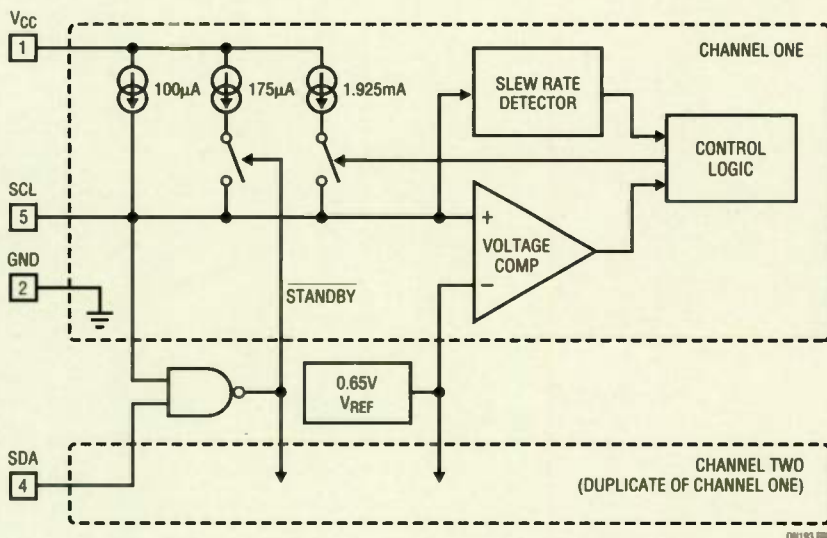 VCC
1
CHANNEL ONE
100µA
175µA
1.925mA
SLEW RATE
DETECTOR
CONTROL
LOGIC
SCL
5
+
VOLTAGE
COMP
−
GND
2
STANDBY
0.65V
VREF
SDA
4
CHANNEL TWO
(DUPLICATE OF CHANNEL ONE)